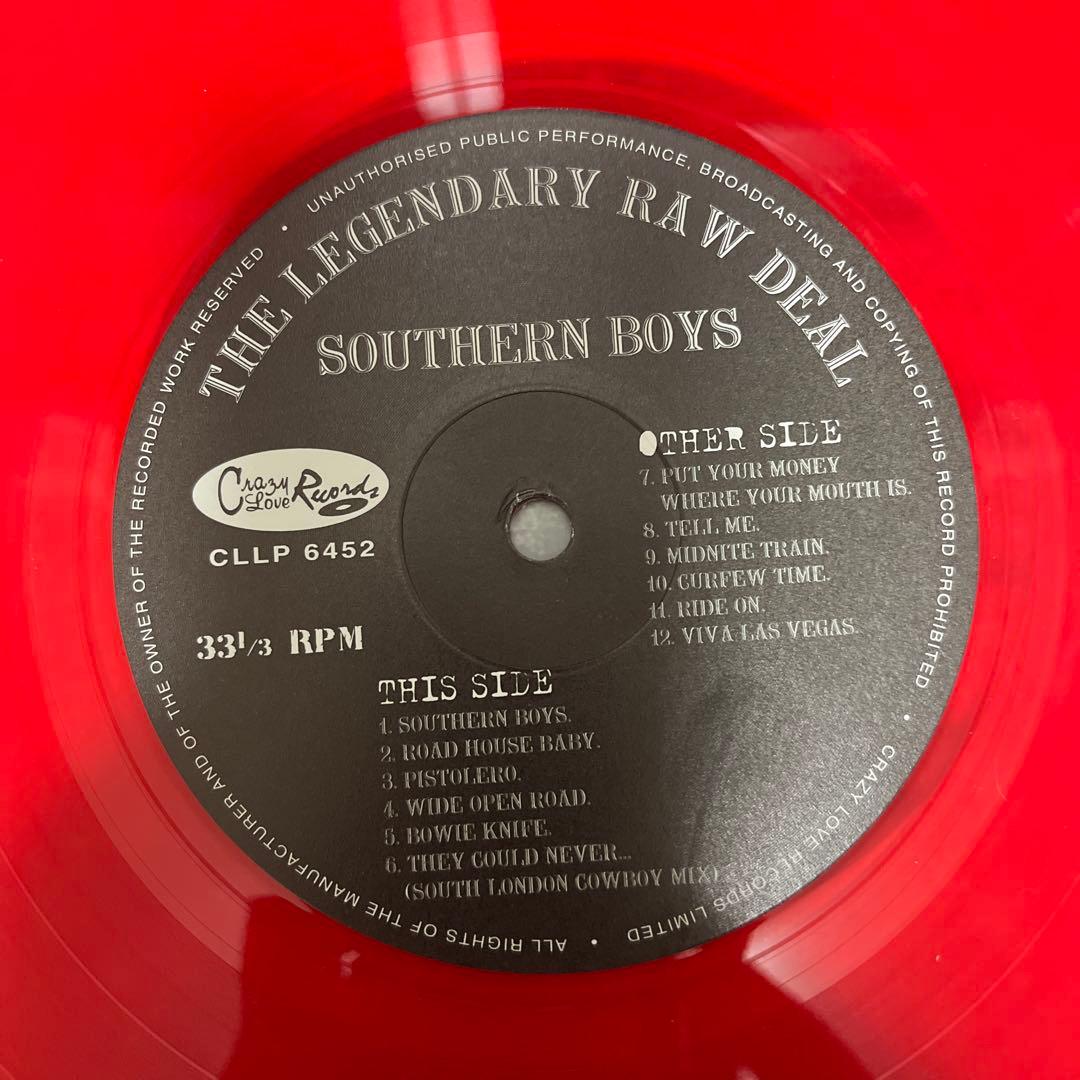 UNAUTHORISED PUBLIC PERFORMANCE, BROADCASTING AND COPYING OF THIS RECORD PROHIBITED • CRAZY LOVE RECORDS LIMITED • ALL RIGHTS OF THE MANUFACTURER AND OF THE OWNER OF THE RECORDED WORK RESERVED •
THE LEGENDARY RAW DEAL
SOUTHERN BOYS
Crazy Love Records
CLLP 6452
33 1/3 RPM
OTHER SIDE
7. PUT YOUR MONEY
WHERE YOUR MOUTH IS.
8. TELL ME.
9. MIDNITE TRAIN.
10. CURFEW TIME.
11. RIDE ON.
12. VIVA LAS VEGAS.
THIS SIDE
1. SOUTHERN BOYS.
2. ROAD HOUSE BABY.
3. PISTOLERO.
4. WIDE OPEN ROAD.
5. BOWIE KNIFE.
6. THEY COULD NEVER...
(SOUTH LONDON COWBOY MIX)